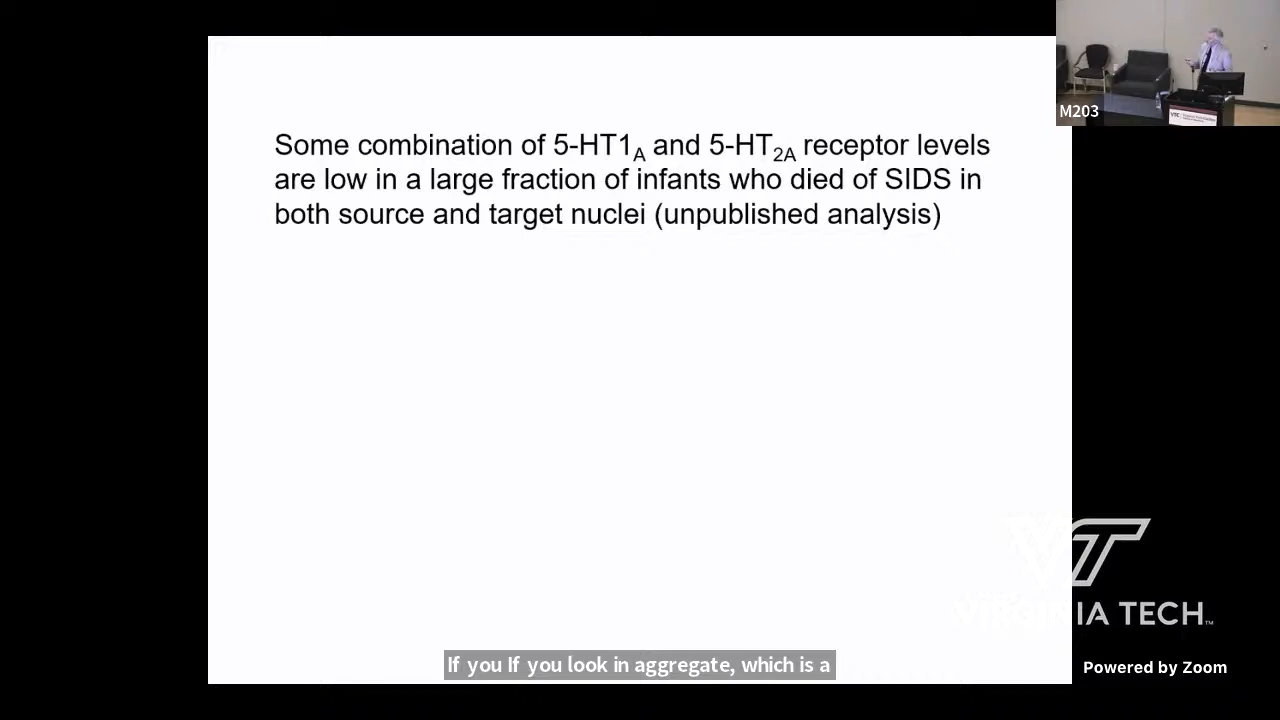 M203
Some combination of 5-HT1A and 5-HT2A receptor levels
are low in a large fraction of infants who died of SIDS in
both source and target nuclei (unpublished analysis)
VT
VIRGINIA TECH™
If you If you look in aggregate, which is a
Powered by Zoom